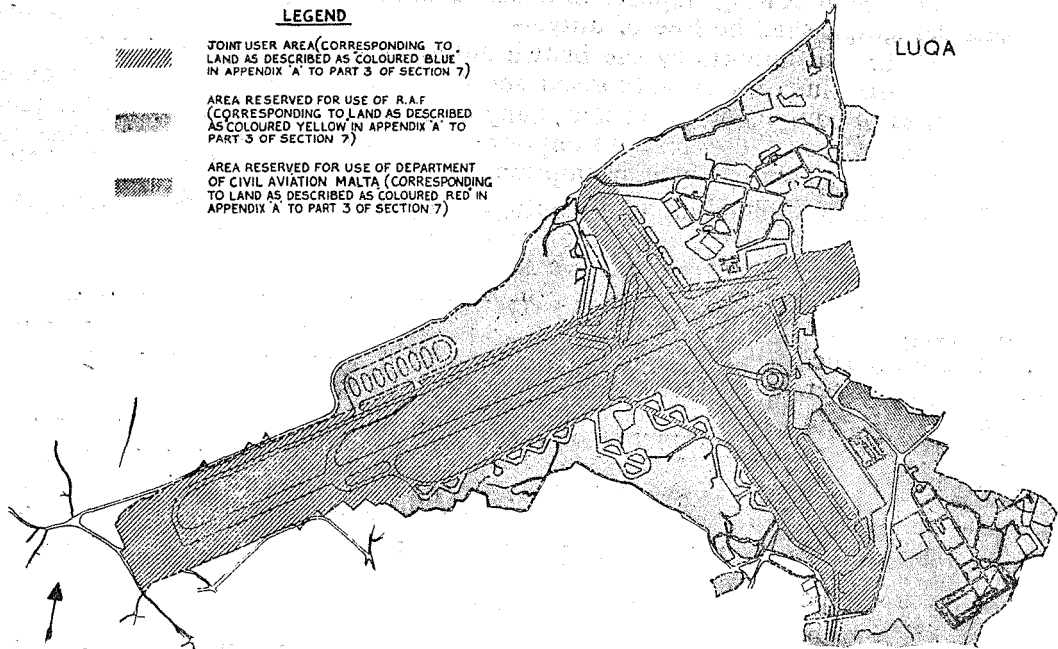 LEGEND
LUQA
JOINT USER AREA (CORRESPONDING TO
LAND AS DESCRIBED AS COLOURED BLUE'
IN APPENDIX 'A' TO PART 3 OF SECTION 7)
AREA RESERVED FOR USE OF R.A.F
(CORRESPONDING TO LAND AS DESCRIBED
AS COLOURED YELLOW IN APPENDIX 'A' TO
PART 3 OF SECTION 7)
AREA RESERVED FOR USE OF DEPARTMENT
OF CIVIL AVIATION MALTA (CORRESPONDING
TO LAND AS DESCRIBED AS COLOURED RED IN
APPENDIX 'A' TO PART 3 OF SECTION 7)